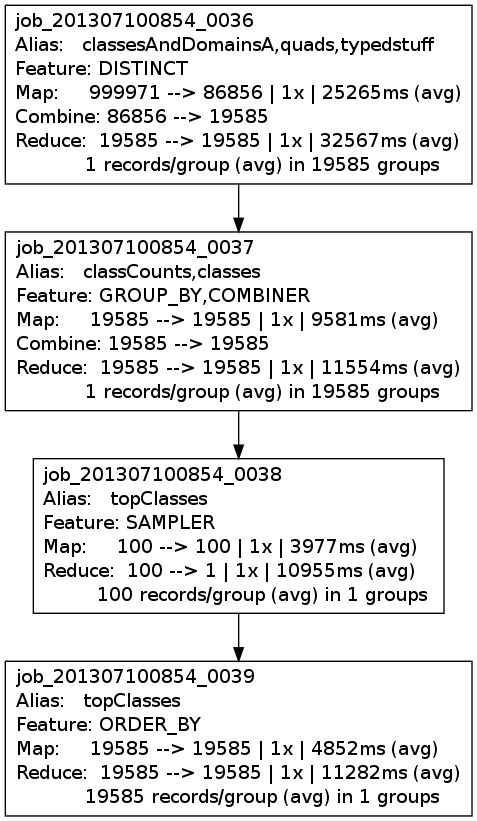 job_201307100854_0036
Alias: classesAndDomainsA,quads,typedstuff
Feature: DISTINCT
Map: 999971 --> 86856 | 1x | 25265ms (avg)
Combine: 86856 --> 19585
Reduce: 19585 --> 19585 | 1x | 32567ms (avg)
1 records/group (avg) in 19585 groups
job_201307100854_0037
Alias: classCounts,classes
Feature: GROUP_BY,COMBINER
Map: 19585 --> 19585 | 1x | 9581ms (avg)
Combine: 19585 --> 19585
Reduce: 19585 --> 19585 | 1x | 11554ms (avg)
1 records/group (avg) in 19585 groups
job_201307100854_0038
Alias: topClasses
Feature: SAMPLER
Map: 100 --> 100 | 1x | 3977ms (avg)
Reduce: 100 --> 1 | 1x | 10955ms (avg)
100 records/group (avg) in 1 groups
job_201307100854_0039
Alias: topClasses
Feature: ORDER_BY
Map: 19585 --> 19585 | 1x | 4852ms (avg)
Reduce: 19585 --> 19585 | 1x | 11282ms (avg)
19585 records/group (avg) in 1 groups